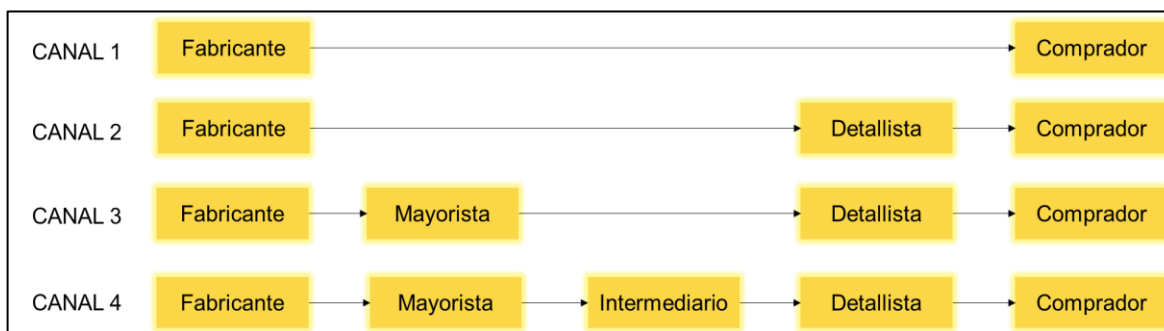 CANAL 1 Fabricante Comprador
CANAL 2 Fabricante Detallista Comprador
CANAL 3 Fabricante Mayorista Detallista Comprador
CANAL 4 Fabricante Mayorista Intermediario Detallista Comprador